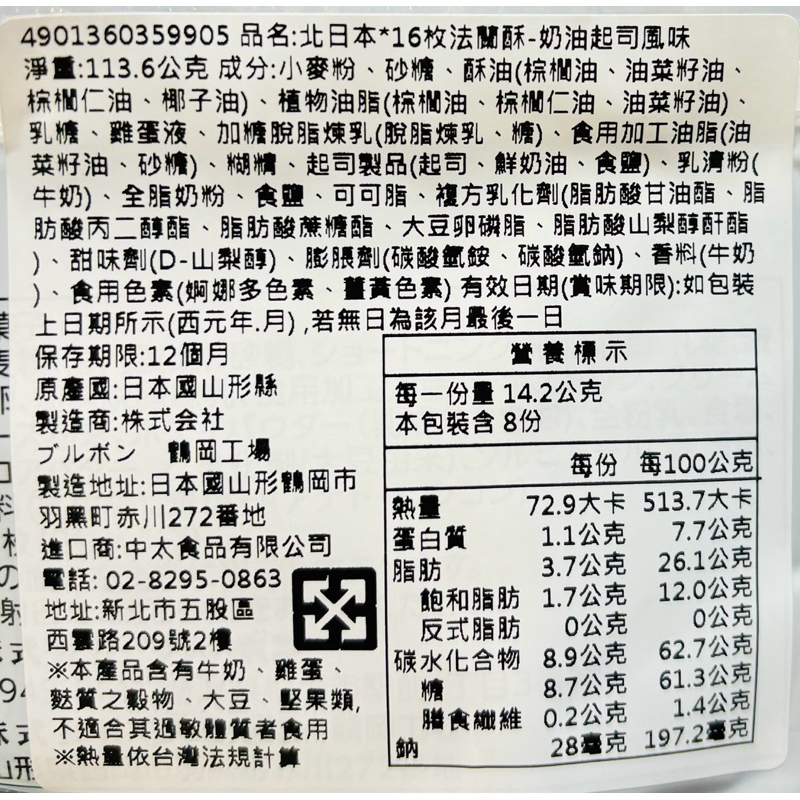 4901360359905 品名:北日本*16枚法蘭酥-奶油起司風味
淨重:113.6公克 成分:小麥粉、砂糖、酥油(棕櫚油、油菜籽油、
棕櫚仁油、椰子油)、植物油脂(棕櫚油、棕櫚仁油、油菜籽油)、
乳糖、雞蛋液、加糖脫脂煉乳(脫脂煉乳、糖)、食用加工油脂(油
菜籽油、砂糖)、糊精、起司製品(起司、鮮奶油、食鹽)、乳清粉(
牛奶)、全脂奶粉、食鹽、可可脂、複方乳化劑(脂肪酸甘油酯、脂
肪酸丙二醇酯、脂肪酸蔗糖酯、大豆卵磷脂、脂肪酸山梨醇酐酯
)、甜味劑(D-山梨醇)、膨脹劑(碳酸氫銨、碳酸氫鈉)、香料(牛奶
)、食用色素(婀娜多色素、薑黃色素) 有效日期(賞味期限):如包裝
上日期所示(西元年.月) ,若無日為該月最後一日
保存期限:12個月
原產國:日本國山形縣
製造商:株式会社
ブルボン 鶴岡工場
製造地址:日本國山形鶴岡市
羽黑町赤川272番地
進口商:中太食品有限公司
電話: 02-8295-0863
地址:新北市五股區
西雲路209號2樓
※本產品含有牛奶、雞蛋、
麩質之穀物、大豆、堅果類,
不適合其過敏體質者食用
※熱量依台灣法規計算
營養標示
每一份量 14.2公克
本包裝含 8份
每份 每100公克
熱量 72.9大卡 513.7大卡
蛋白質 1.1公克 7.7公克
脂肪 3.7公克 26.1公克
飽和脂肪 1.7公克 12.0公克
反式脂肪 0公克 0公克
碳水化合物 8.9公克 62.7公克
糖 8.7公克 61.3公克
膳食纖維 0.2公克 1.4公克
鈉 28毫克 197.2毫克